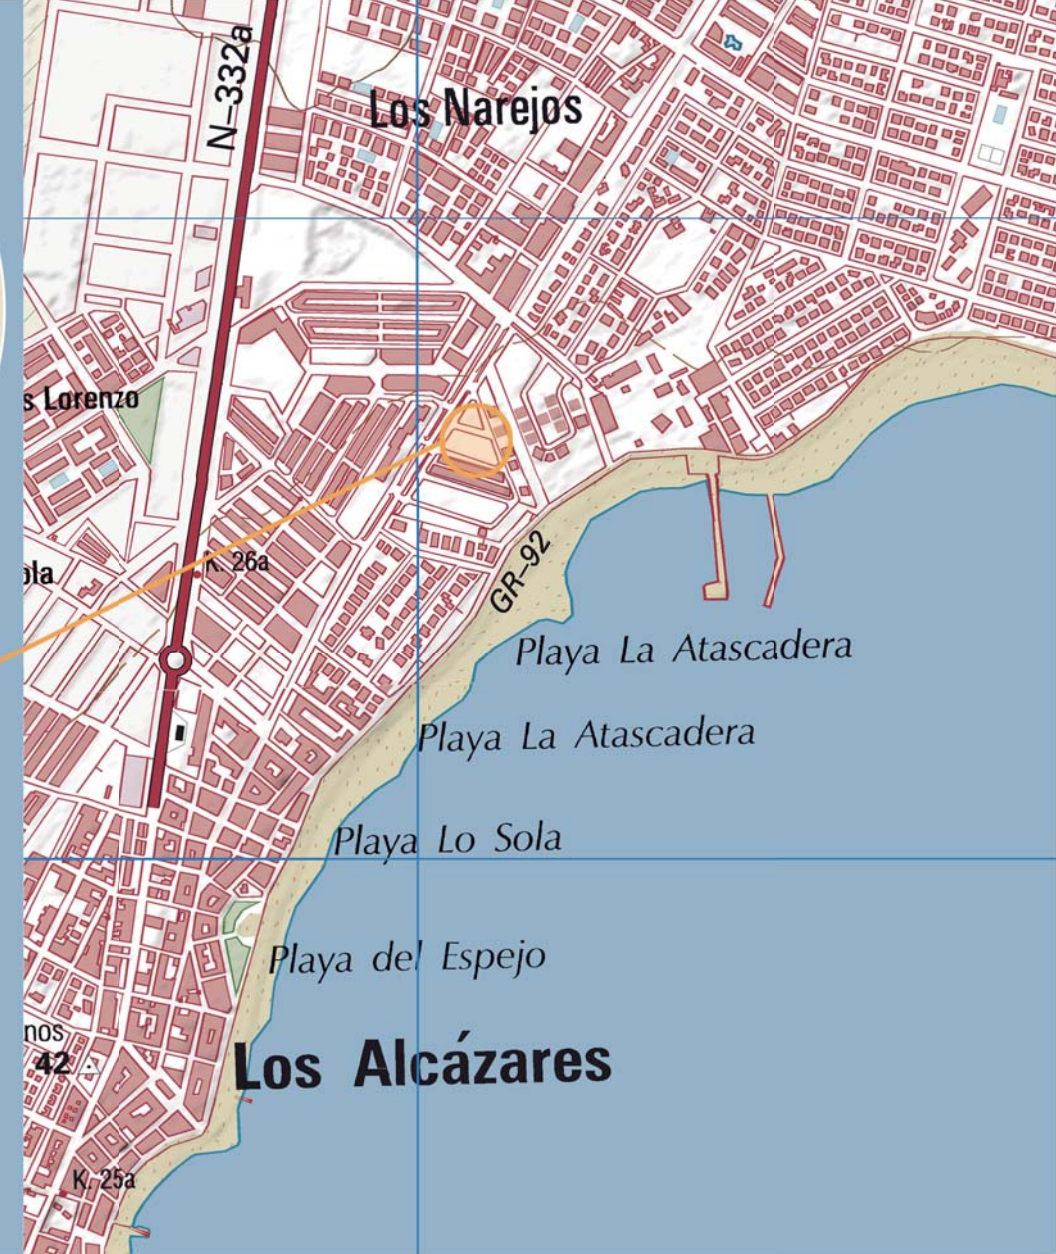 N-332a
Los Narejos
s Lorenzo
K. 26a
ola
GR-92
Playa La Atascadera
Playa La Atascadera
Playa Lo Sola
Playa del Espejo
Los Alcázares
nos
42
K. 25a